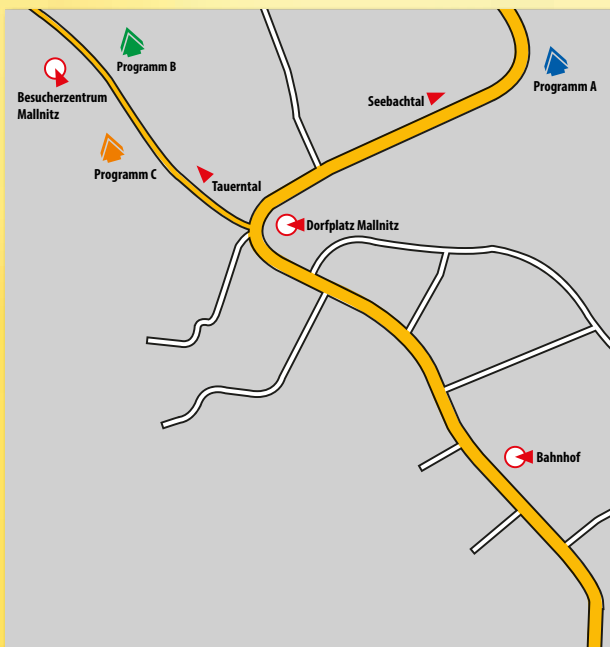 Programm B
Besucherzentrum
Mallnitz
Programm A
Seebachtal
Programm C
Tauerntal
Dorfplatz Mallnitz
Bahnhof